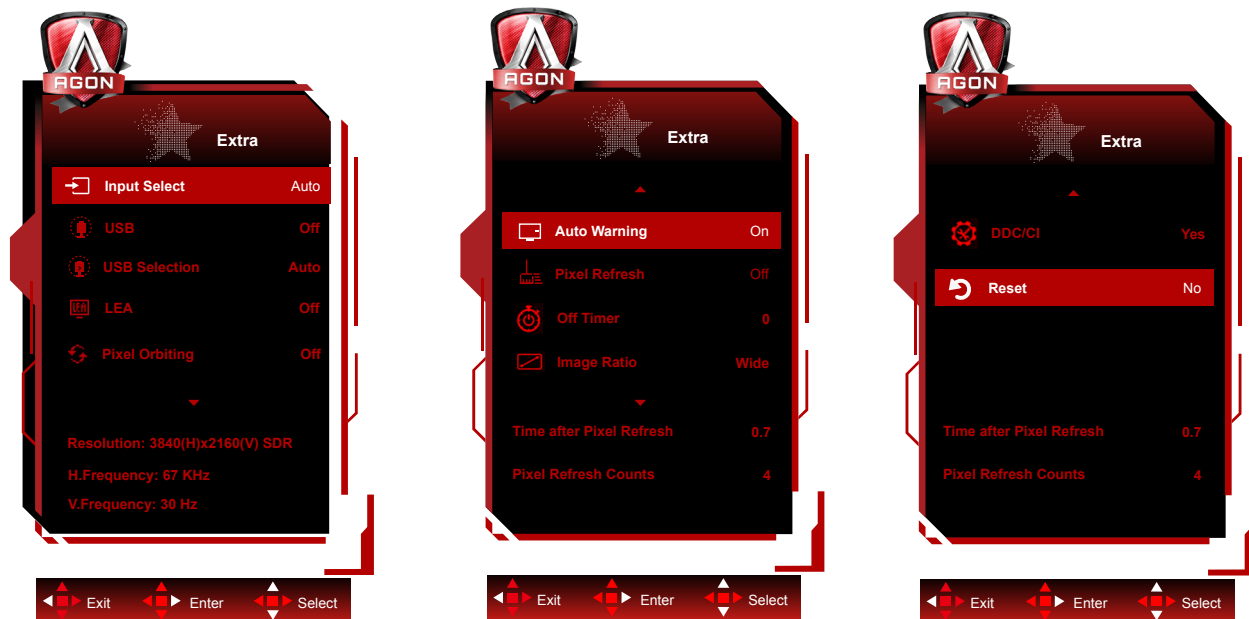 AGON
Extra
Input Select Auto
USB Off
USB Selection Auto
LEA Off
Pixel Orbiting Off
Resolution: 3840(H)x2160(V) SDR
H.Frequency: 67 KHz
V.Frequency: 30 Hz
Exit Enter Select
AGON
Extra
Auto Warning On
Pixel Refresh Off
Off Timer 0
Image Ratio Wide
Time after Pixel Refresh 0.7
Pixel Refresh Counts 4
Exit Enter Select
AGON
Extra
DDC/CI Yes
Reset No
Time after Pixel Refresh 0.7
Pixel Refresh Counts 4
Exit Enter Select